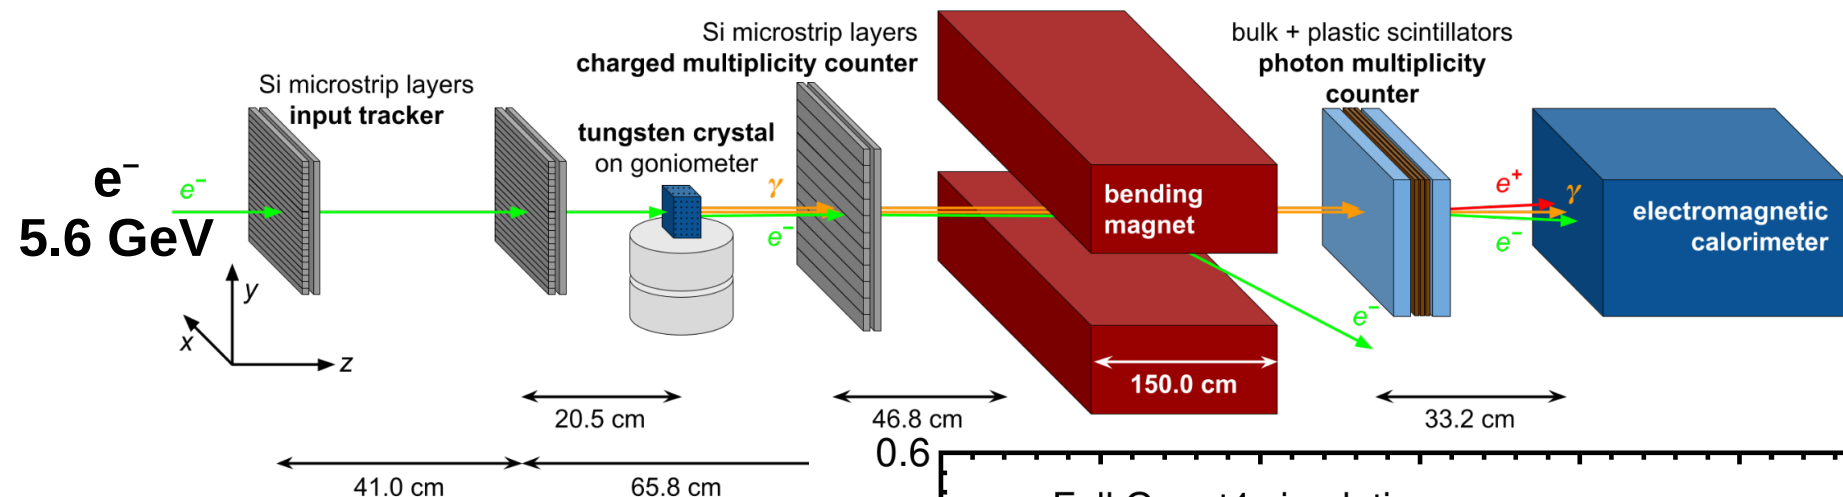 Si microstrip layers
charged multiplicity counter
bulk + plastic scintillators
photon multiplicity
counter
Si microstrip layers
input tracker
tungsten crystal
on goniometer
e⁻
5.6 GeV
e⁻
γ
e⁻
bending
magnet
e⁺
γ
e⁻
electromagnetic
calorimeter
y
x
z
e⁻
150.0 cm
20.5 cm
46.8 cm
33.2 cm
0.6
41.0 cm
65.8 cm